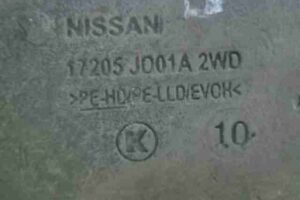 NISSAN
17205 JD01A 2WD
>PE-HD/PE-LLD/EVOH<
K 10